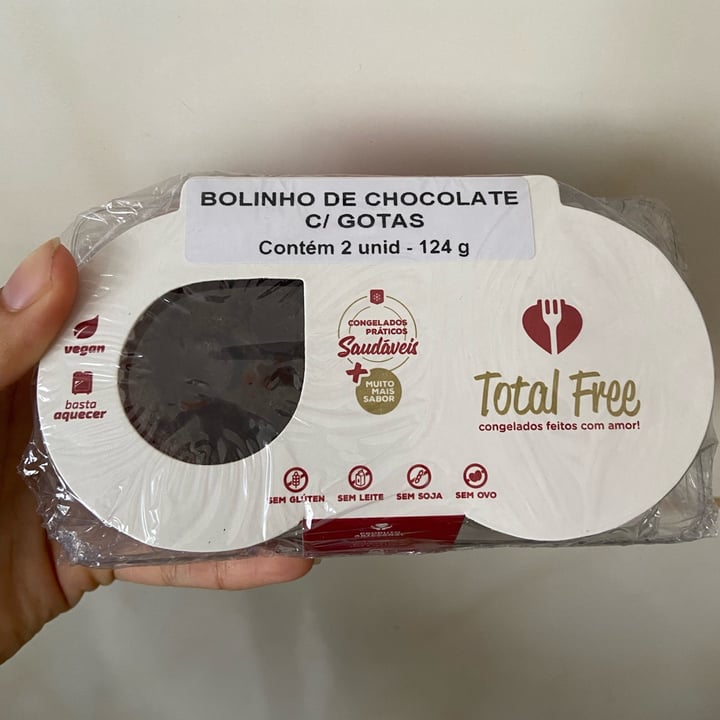 BOLINHO DE CHOCOLATE
C/ GOTAS
Contém 2 unid - 124 g
vegan
basta
aquecer
CONGELADOS
PRÁTICOS
Saudáveis
+
MUITO
MAIS
SABOR
Total Free
congelados feitos com amor!
SEM GLÚTEN SEM LEITE SEM SOJA SEM OVO
PRODUTO